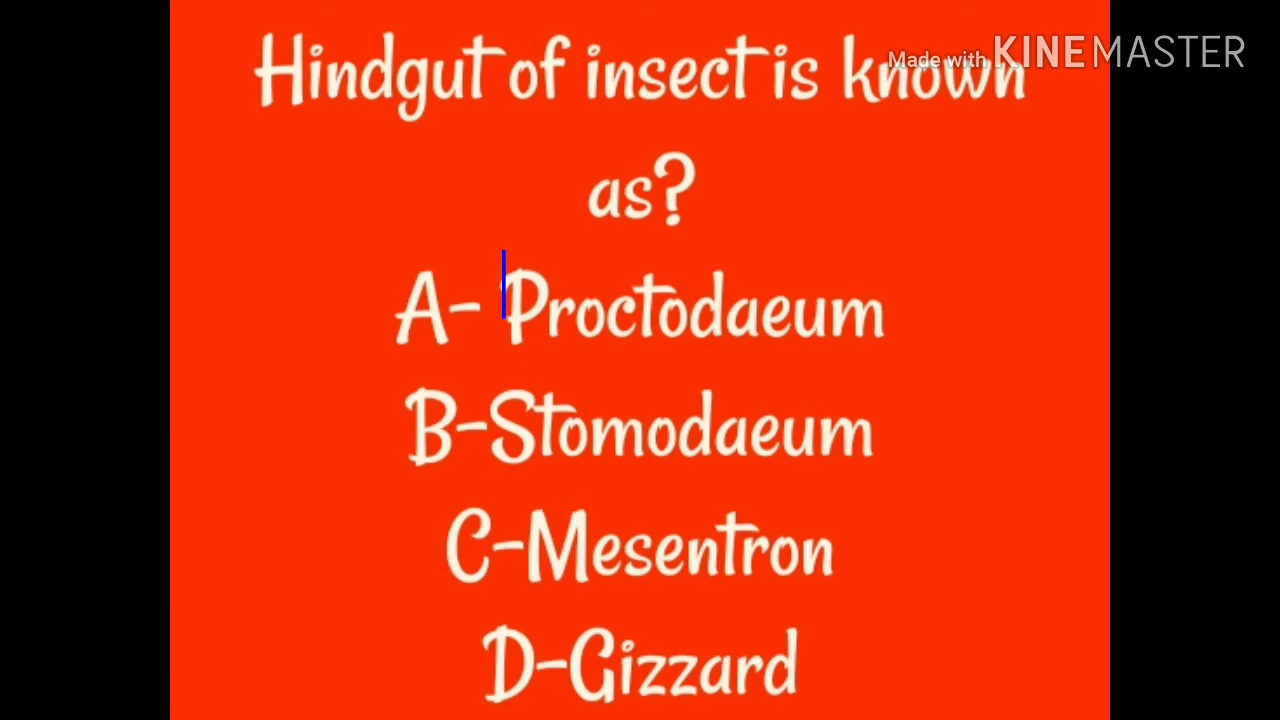 Hindgut of insect is known
Made with KINEMASTER
as?
A- Proctodaeum
B-Stomodaeum
C-Mesentron
D-Gizzard